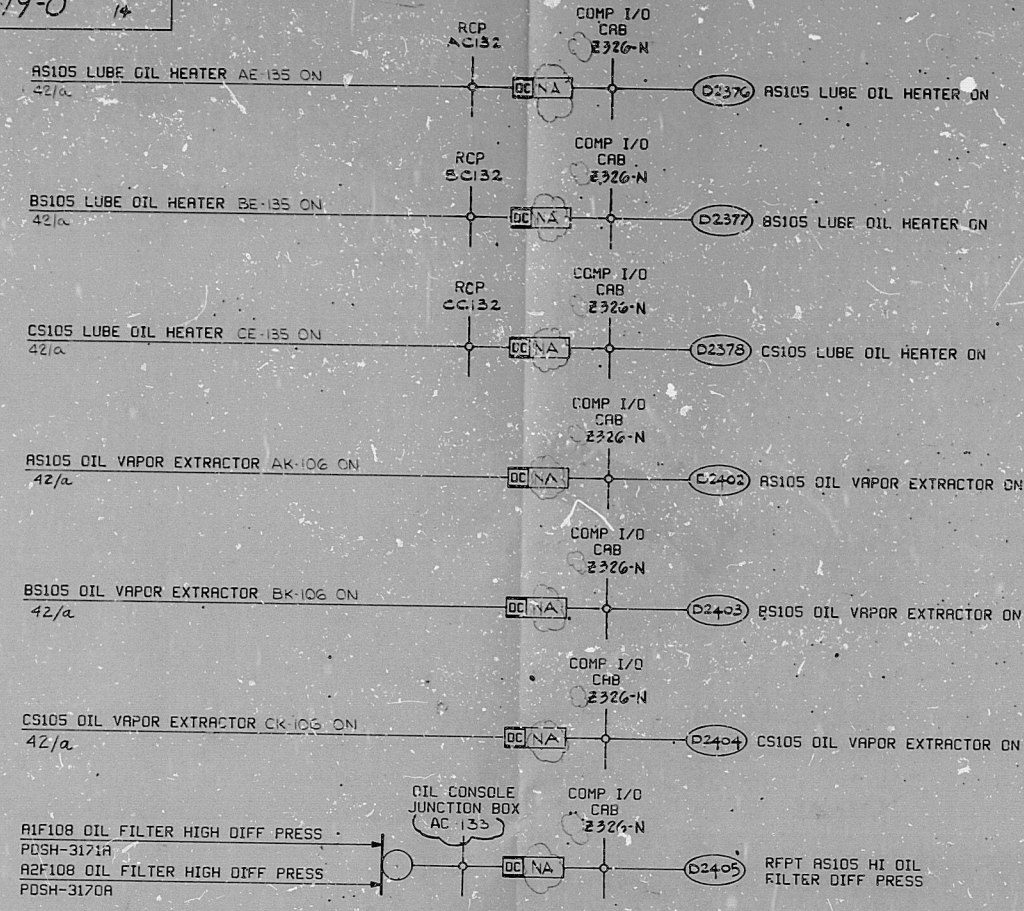 19-0 14
RCP
AC132
COMP I/O
CAB
Z326-N
AS105 LUBE OIL HEATER AE-135 ON
42/a
DC NA
D2376 AS105 LUBE OIL HEATER ON
RCP
BC132
COMP I/O
CAB
Z326-N
BS105 LUBE OIL HEATER BE-135 ON
42/a
DC NA
D2377 BS105 LUBE OIL HEATER ON
RCP
CC132
COMP I/O
CAB
Z326-N
CS105 LUBE OIL HEATER CE-135 ON
42/a
DC NA
D2378 CS105 LUBE OIL HEATER ON
COMP I/O
CAB
Z326-N
AS105 OIL VAPOR EXTRACTOR AK-106 ON
42/a
DC NA
D2402 AS105 OIL VAPOR EXTRACTOR ON
COMP I/O
CAB
Z326-N
BS105 OIL VAPOR EXTRACTOR BK-106 ON
42/a
DC NA
D2403 BS105 OIL VAPOR EXTRACTOR ON
COMP I/O
CAB
Z326-N
CS105 OIL VAPOR EXTRACTOR CK-106 ON
42/a
DC NA
D2404 CS105 OIL VAPOR EXTRACTOR ON
OIL CONSOLE
JUNCTION BOX
AC-133
COMP I/O
CAB
Z326-N
A1F108 OIL FILTER HIGH DIFF PRESS
PDSH-3171A
A2F108 OIL FILTER HIGH DIFF PRESS
PDSH-3170A
DC NA
D2405 RFPT AS105 HI OIL
FILTER DIFF PRESS